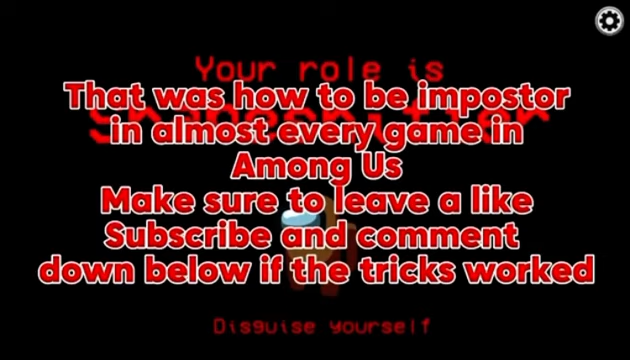 Your role is
Shapeshifter
That was how to be impostor
in almost every game in
Among Us
Make sure to leave a like
Subscribe and comment
down below if the tricks worked
Disguise yourself